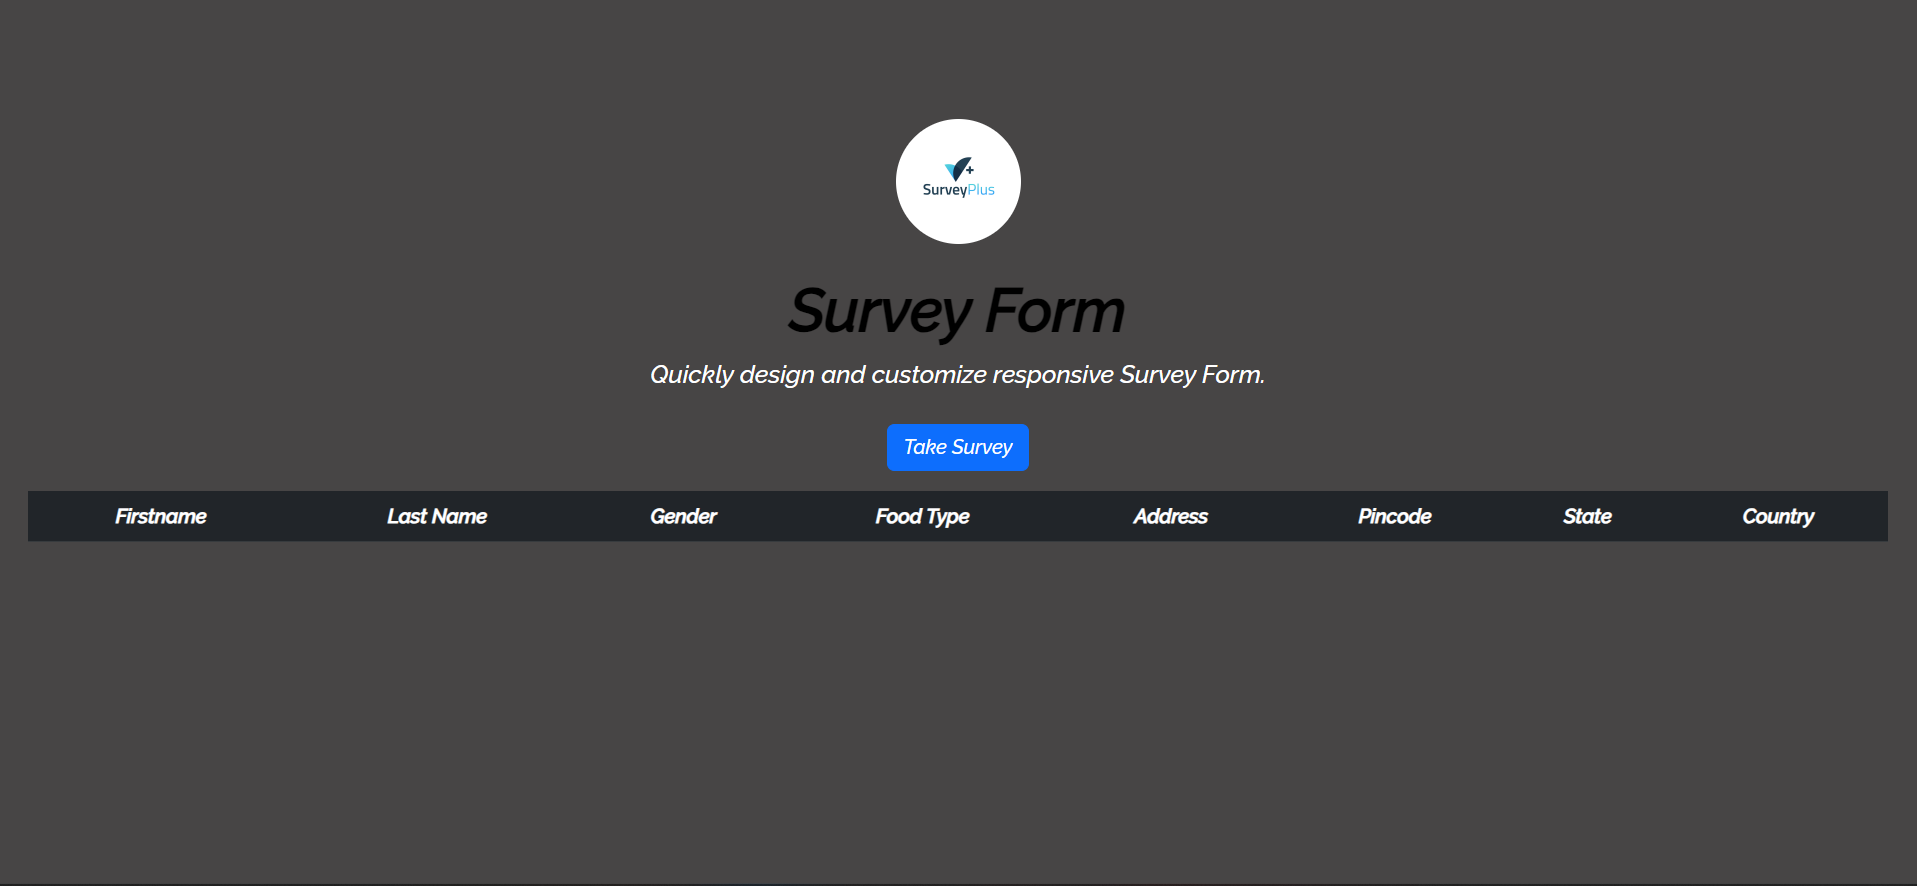 SurveyPlus
Survey Form
Quickly design and customize responsive Survey Form.
Take Survey
Firstname Last Name Gender Food Type Address Pincode State Country